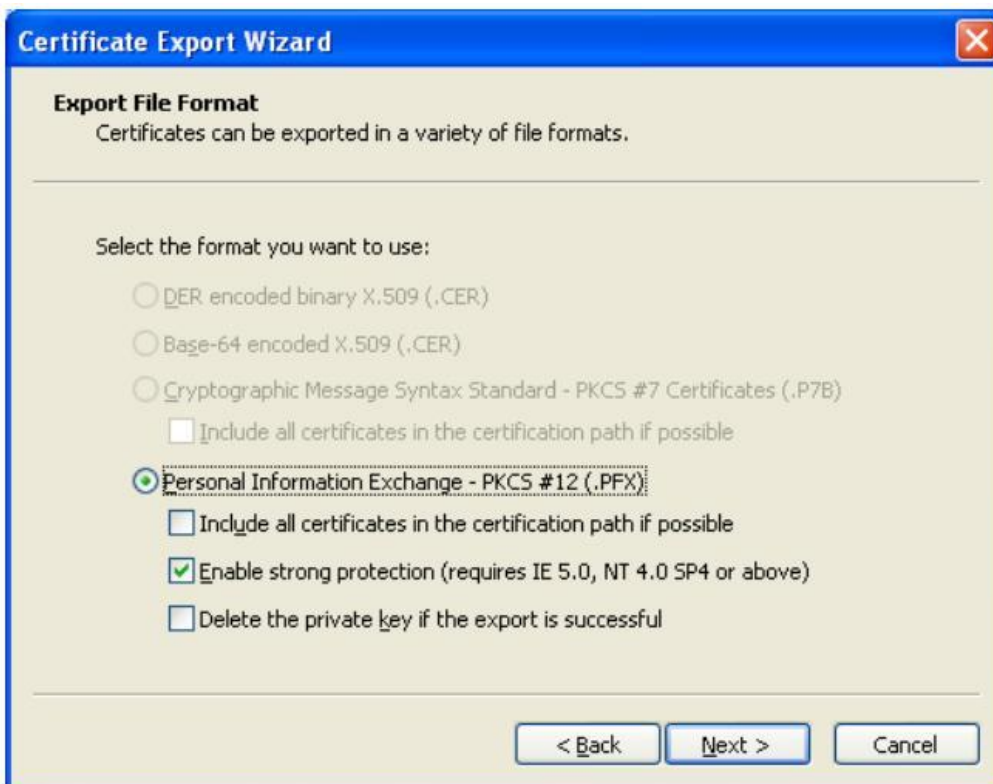 Certificate Export Wizard
Export File Format
Certificates can be exported in a variety of file formats.
Select the format you want to use:
DER encoded binary X.509 (.CER)
Base-64 encoded X.509 (.CER)
Cryptographic Message Syntax Standard - PKCS #7 Certificates (.P7B)
Include all certificates in the certification path if possible
Personal Information Exchange - PKCS #12 (.PFX)
Include all certificates in the certification path if possible
Enable strong protection (requires IE 5.0, NT 4.0 SP4 or above)
Delete the private key if the export is successful
< Back Next > Cancel